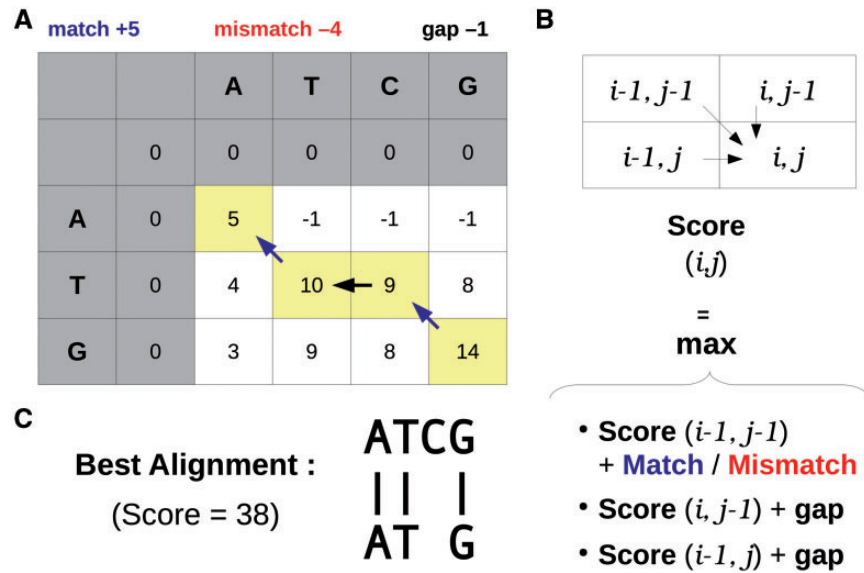 A
match +5 mismatch –4 gap –1
A T C G
0 0 0 0 0
A 0 5 -1 -1 -1
T 0 4 10 9 8
G 0 3 9 8 14
B
i-1, j-1 i, j-1
i-1, j i, j
Score
(i,j)
=
max
• Score (i-1, j-1)
+ Match / Mismatch
• Score (i, j-1) + gap
• Score (i-1, j) + gap
C
Best Alignment :
(Score = 38)
ATCG
|| |
AT G